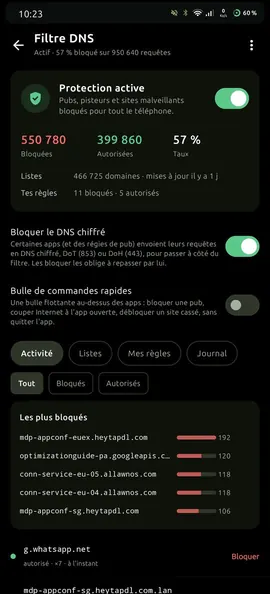 10:23
60 %
Filtre DNS
Actif · 57 % bloqué sur 950 640 requêtes
Protection active
Pubs, pisteurs et sites malveillants
bloqués pour tout le téléphone.
550 780
399 860
57 %
Bloquées
Autorisées
Taux
Listes
466 725 domaines · mises à jour il y a 1 j
Tes règles
11 bloqués · 5 autorisés
Bloquer le DNS chiffré
Certaines apps (et des régies de pub) envoient leurs requêtes
en DNS chiffré, DoT (853) ou DoH (443), pour passer à côté du
filtre. Les bloquer les oblige à repasser par lui.
Bulle de commandes rapides
Une bulle flottante au-dessus des apps : bloquer une pub,
couper Internet à l'app ouverte, débloquer un site cassé, sans
quitter l'app.
Activité
Listes
Mes règles
Journal
Tout
Bloqués
Autorisés
Les plus bloqués
mdp-appconf-euex.heytapdl.com
192
optimizationguide-pa.googleapis.c…
120
conn-service-eu-05.allawnos.com
118
conn-service-eu-04.allawnos.com
118
mdp-appconf-sg.heytapdl.com
106
g.whatsapp.net
autorisé · ×7 · à l'instant
Bloquer
mdp-appconf-sg.heytapdl.com.lan